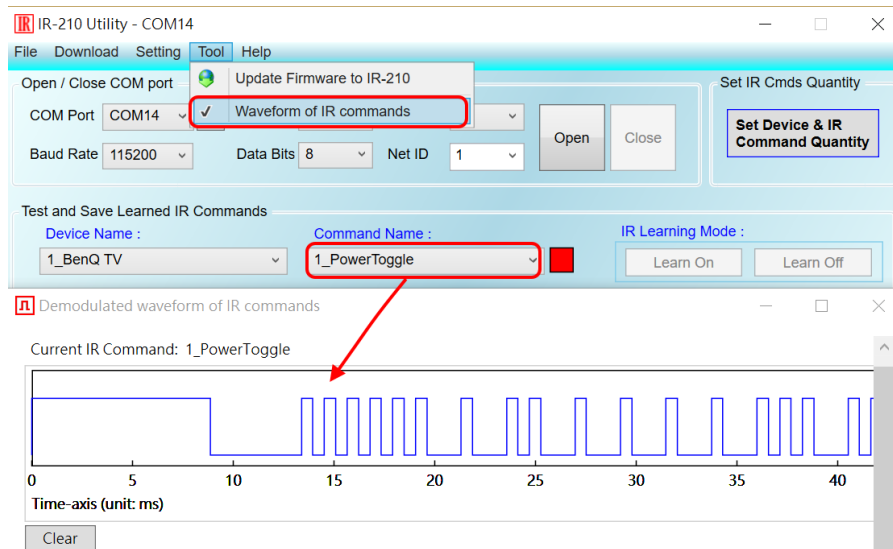 IR IR-210 Utility - COM14
File Download Setting Tool Help
Open / Close COM port
Update Firmware to IR-210
Waveform of IR commands
Set IR Cmds Quantity
COM Port COM14
Open Close
Set Device & IR
Command Quantity
Baud Rate 115200 Data Bits 8 Net ID 1
Test and Save Learned IR Commands
Device Name : Command Name : IR Learning Mode :
1_BenQ TV 1_PowerToggle Learn On Learn Off
Demodulated waveform of IR commands
Current IR Command: 1_PowerToggle
0 5 10 15 20 25 30 35 40
Time-axis (unit: ms)
Clear